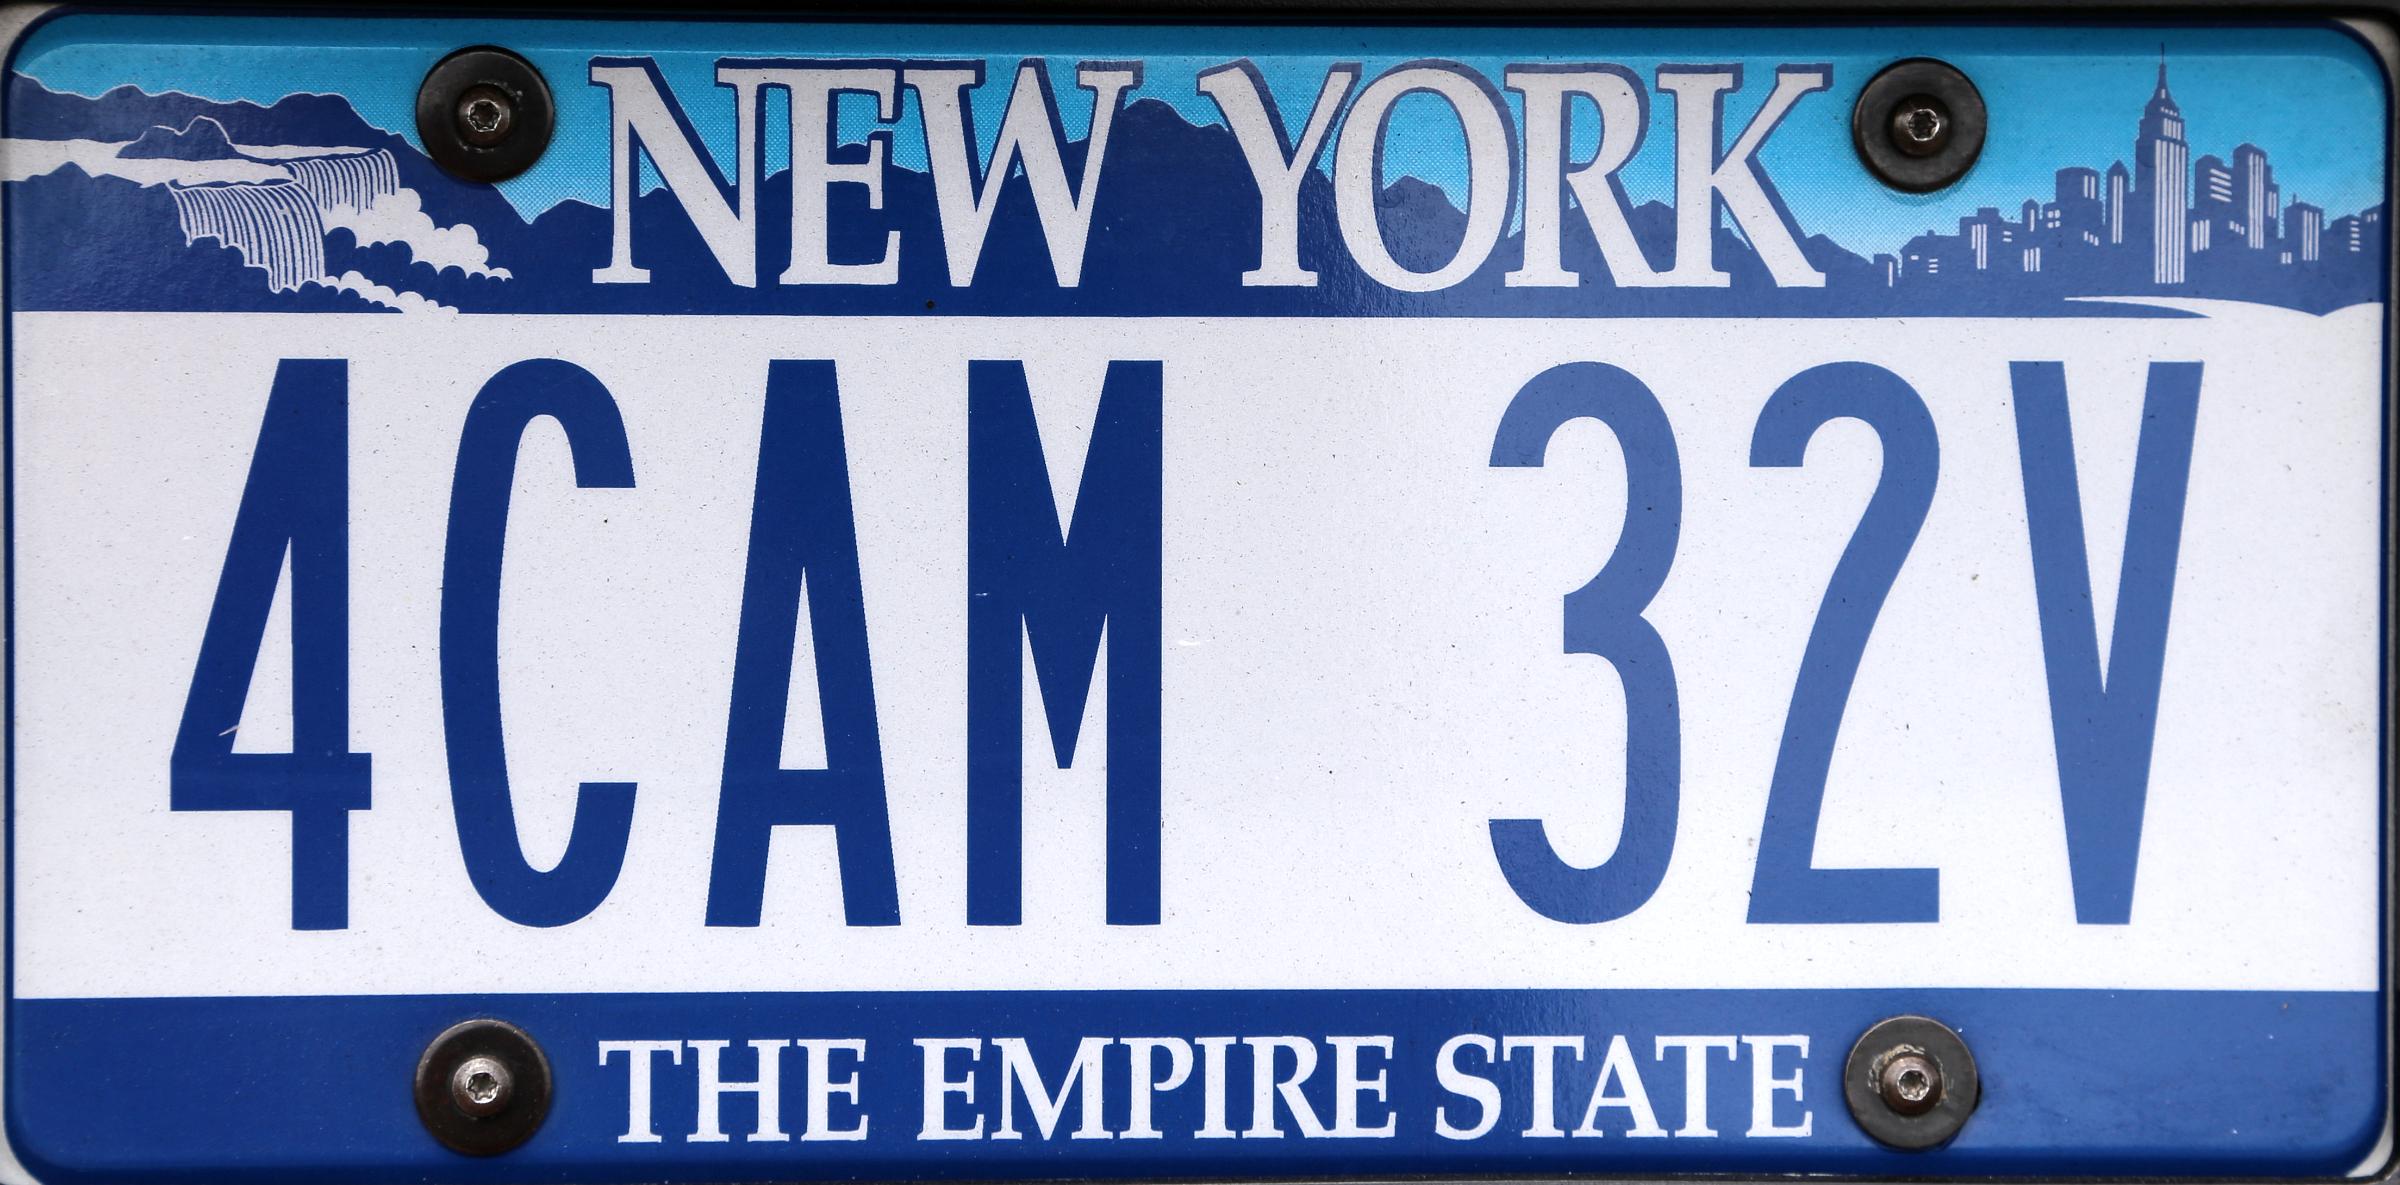 NEW YORK
4CAM 32V
THE EMPIRE STATE